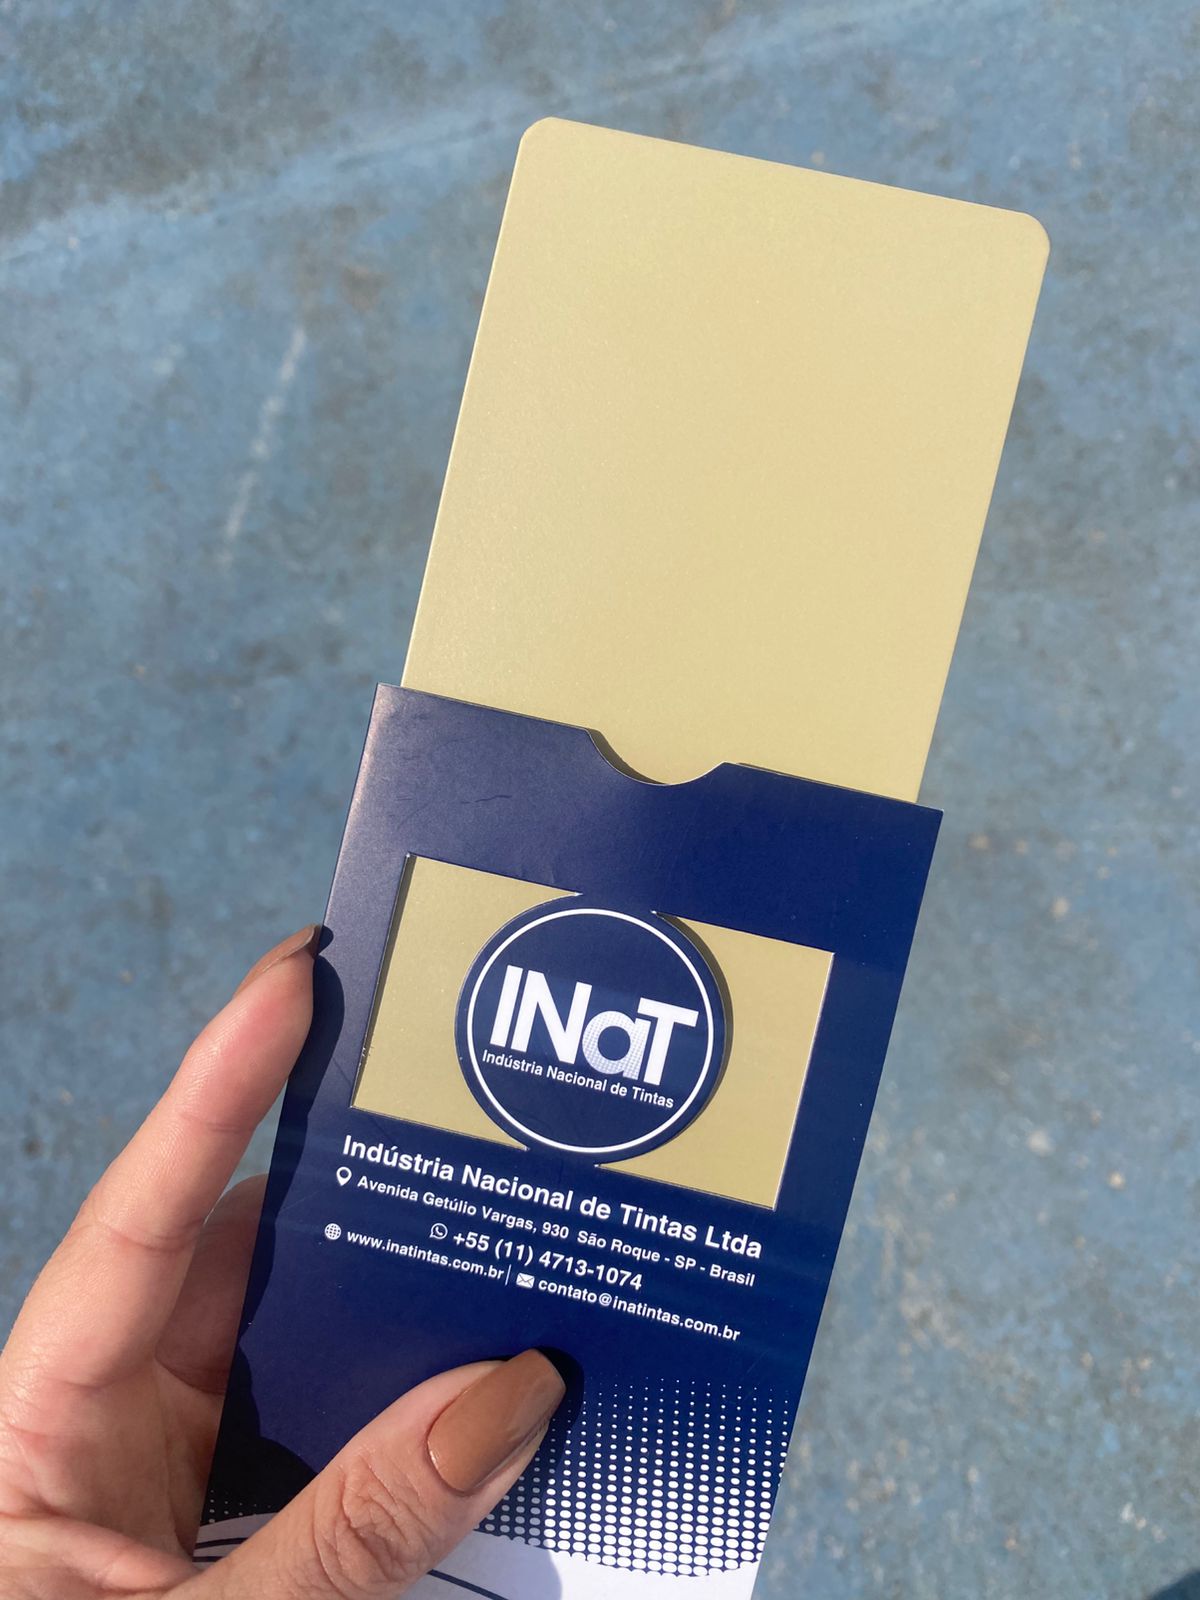 INaT
Indústria Nacional de Tintas
Indústria Nacional de Tintas Ltda
Avenida Getúlio Vargas, 930 São Roque - SP - Brasil
+55 (11) 4713-1074
www.inatintas.com.br | contato@inatintas.com.br